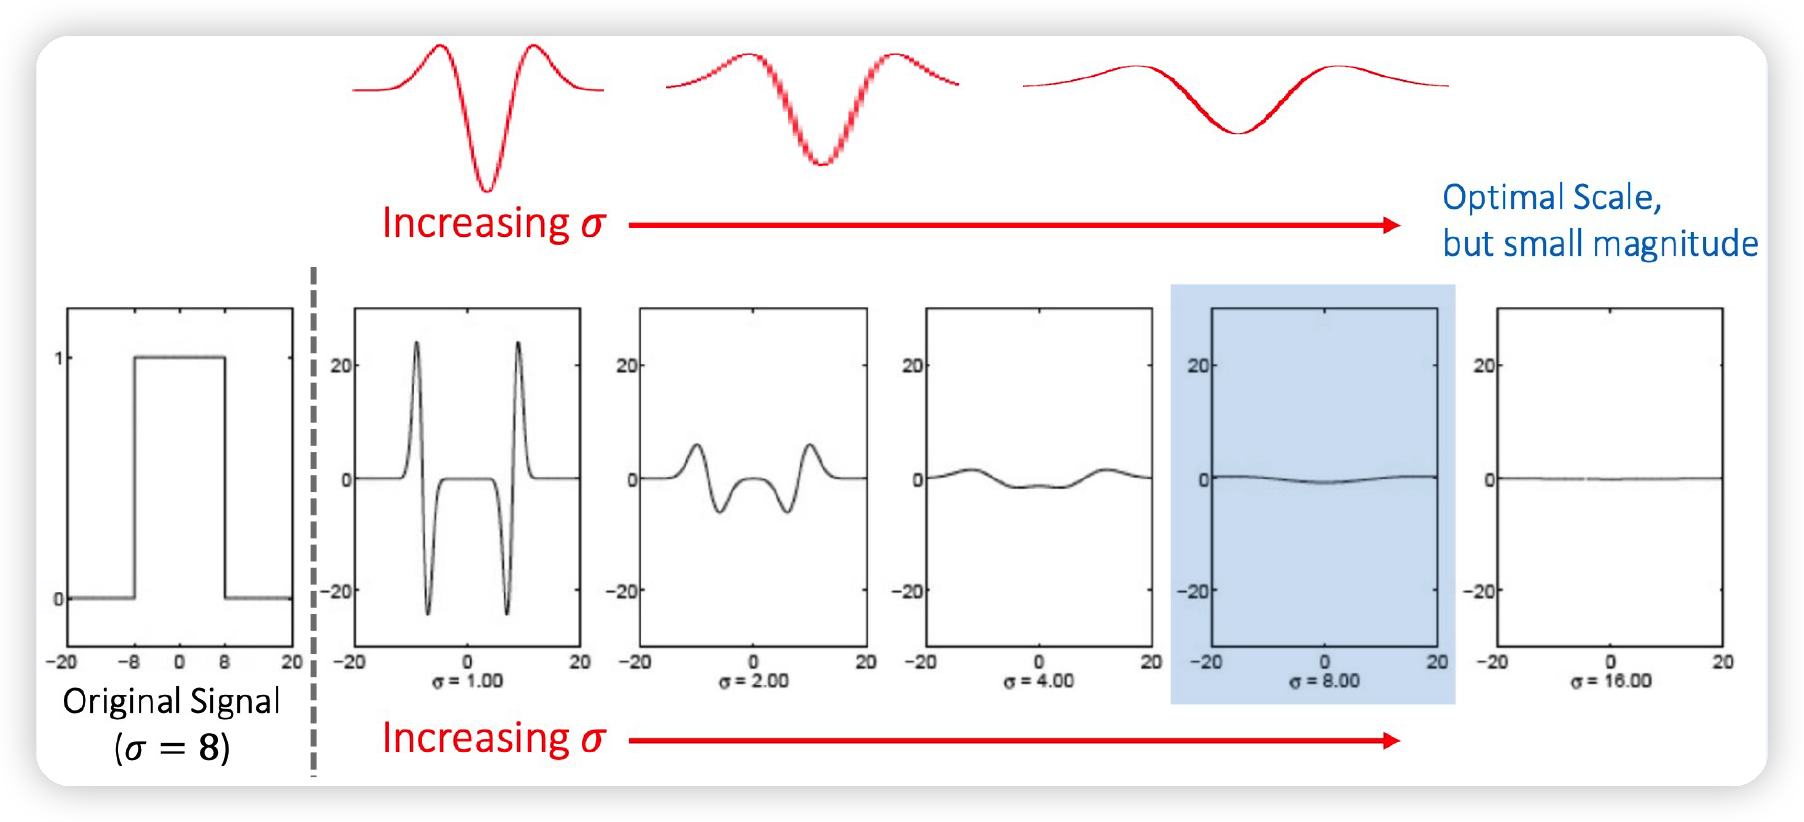 Increasing σ
Optimal Scale,
but small magnitude
1
0
−20 −8 0 8 20
Original Signal
(σ = 8)
20
0
−20
−20 0 20
σ = 1.00
20
0
−20
−20 0 20
σ = 2.00
20
0
−20
−20 0 20
σ = 4.00
20
0
−20
−20 0 20
σ = 8.00
20
0
−20
−20 0 20
σ = 16.00
Increasing σ